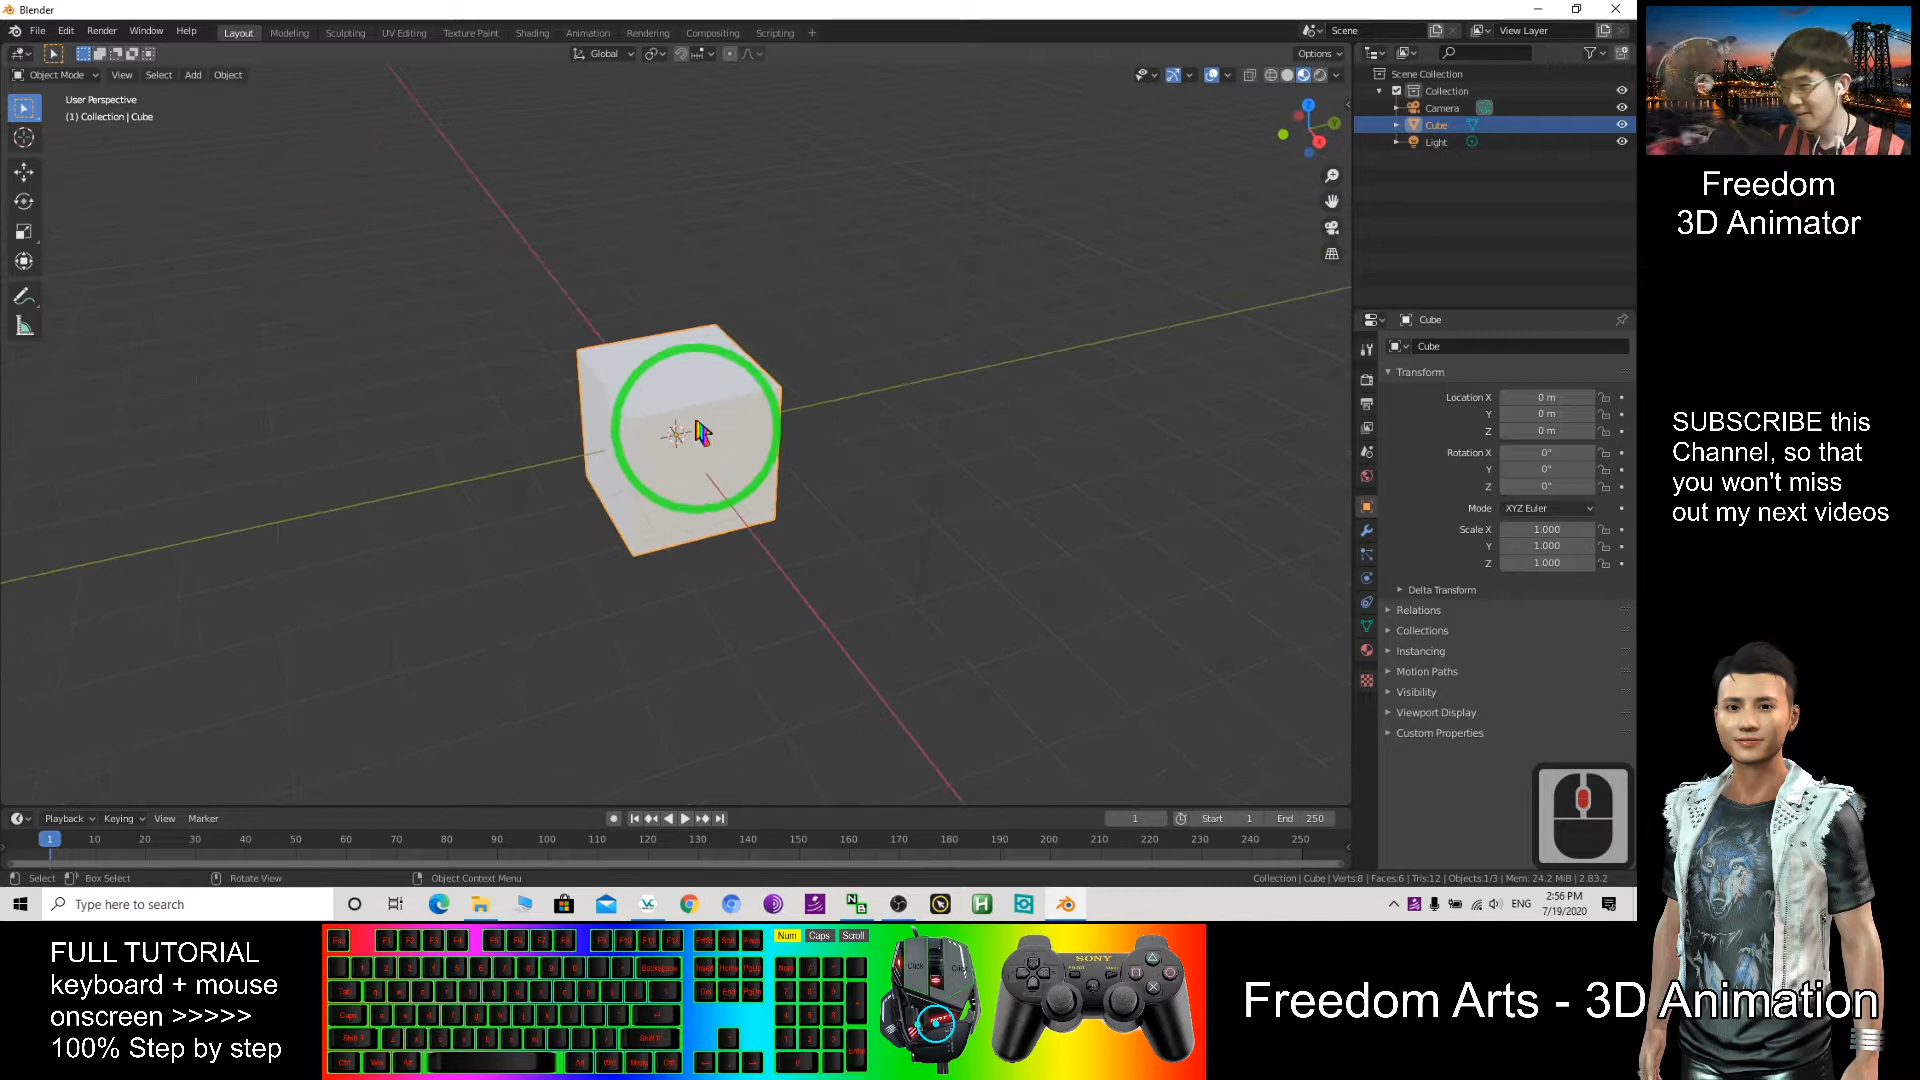 Blender
File Edit Render Window Help
Layout Modeling Sculpting UV Editing Texture Paint Shading Animation Rendering Compositing Scripting +
Scene
View Layer
Global
Options
Object Mode View Select Add Object
User Perspective
(1) Collection | Cube
Z
Y
X
Scene Collection
Collection
Camera
Cube
Light
Cube
Cube
Transform
Location X 0 m
Y 0 m
Z 0 m
Rotation X 0°
Y 0°
Z 0°
Mode XYZ Euler
Scale X 1.000
Y 1.000
Z 1.000
Delta Transform
Relations
Collections
Instancing
Motion Paths
Visibility
Viewport Display
Custom Properties
Playback Keying View Marker
1 Start 1 End 250
1 10 20 30 40 50 60 70 80 90 100 110 120 130 140 150 160 170 180 190 200 210 220 230 240 250
Select Box Select Rotate View Object Context Menu
Collection | Cube | Verts:8 | Faces:6 | Tris:12 | Objects:1/3 | Mem: 24.2 MiB | 2.83.2
Type here to search
ENG
2:56 PM
7/19/2020
Freedom
3D Animator
SUBSCRIBE this
Channel, so that
you won't miss
out my next videos
FULL TUTORIAL
keyboard + mouse
onscreen >>>>>
100% Step by step
Num Caps Scroll
Click Click
SONY
Freedom Arts - 3D Animation